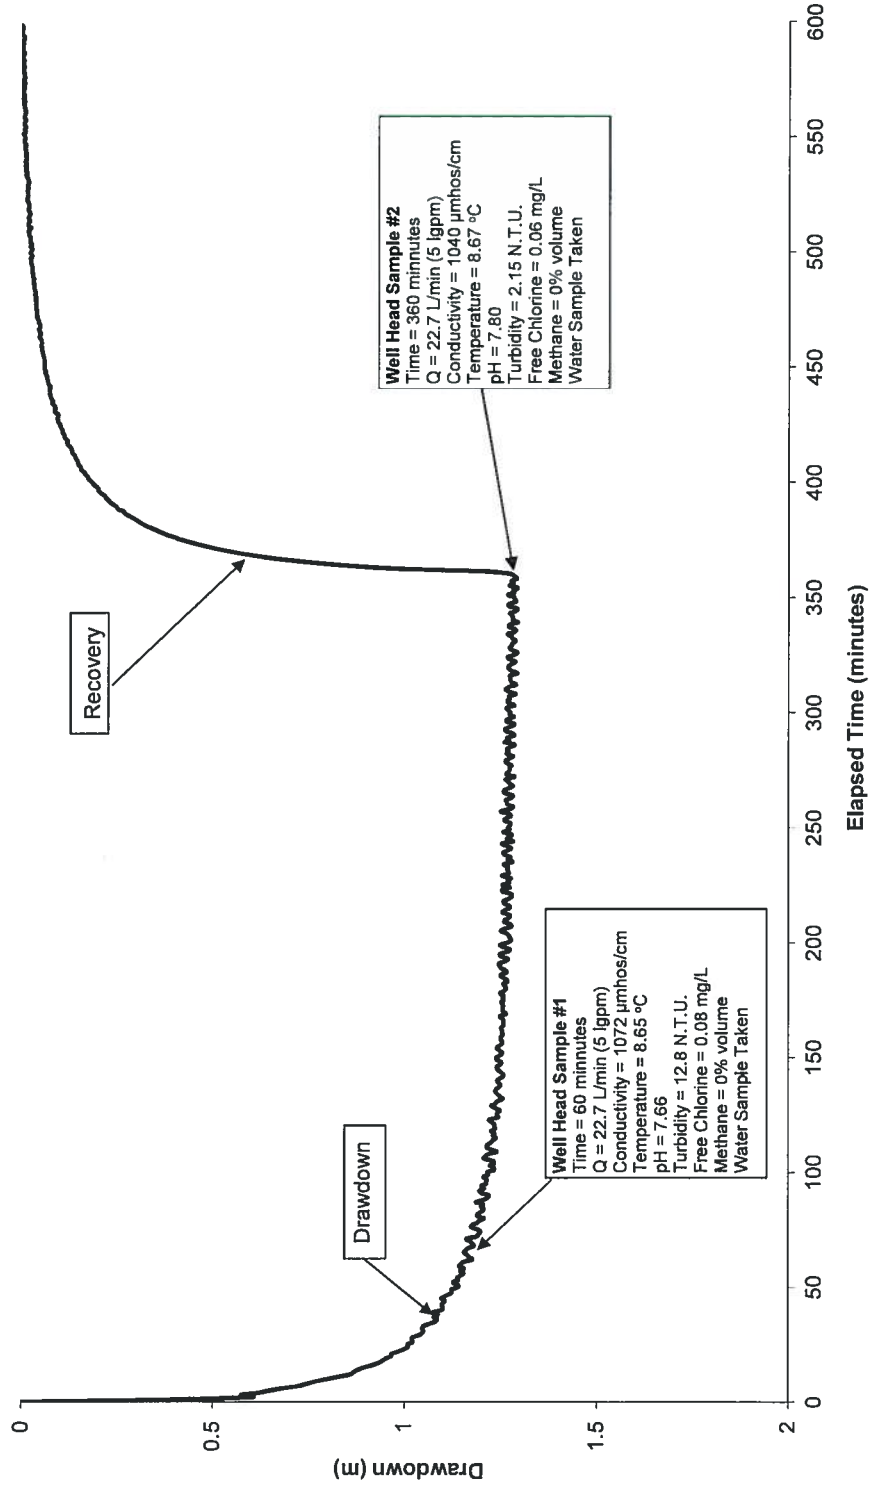 0
0.5
1
1.5
2
Drawdown (m)
Recovery
Drawdown
Well Head Sample #2
Time = 360 minnutes
Q = 22.7 L/min (5 Igpm)
Conductivity = 1040 µmhos/cm
Temperature = 8.67 ºC
pH = 7.80
Turbidity = 2.15 N.T.U.
Free Chlorine = 0.06 mg/L
Methane = 0% volume
Water Sample Taken
Well Head Sample #1
Time = 60 minnutes
Q = 22.7 L/min (5 Igpm)
Conductivity = 1072 µmhos/cm
Temperature = 8.65 ºC
pH = 7.66
Turbidity = 12.8 N.T.U.
Free Chlorine = 0.08 mg/L
Methane = 0% volume
Water Sample Taken
0 50 100 150 200 250 300 350 400 450 500 550 600
Elapsed Time (minutes)